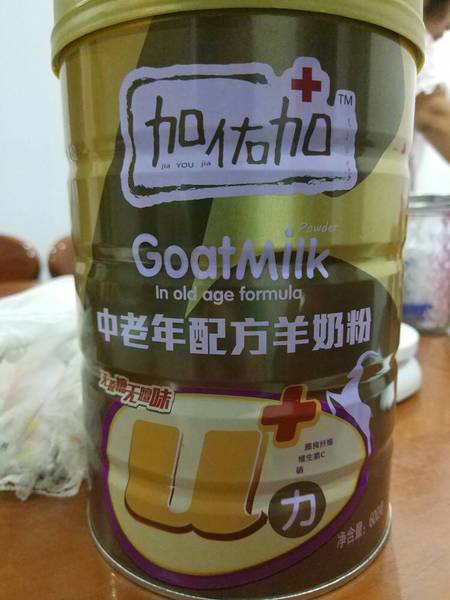 加佑加 TM
jia YOU jia
Powder
GoatMilk
In old age formula
中老年配方羊奶粉
无蔗糖无膻味
U+力
膳食纤维
维生素C
硒
净含量：800g